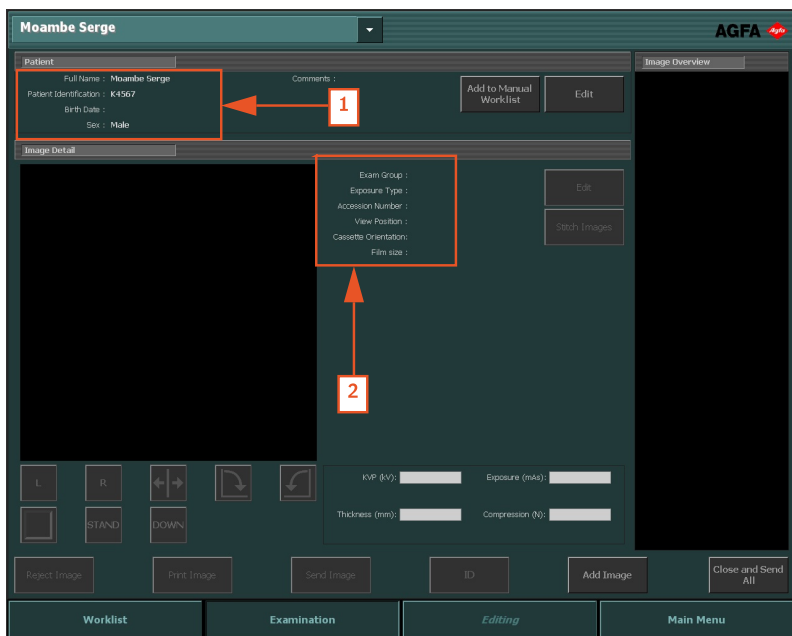 Moambe Serge
AGFA
Agfa
Patient
Full Name : Moambe Serge
Patient Identification : K4567
Birth Date :
Sex : Male
Comments :
Add to Manual
Worklist
Edit
1
Image Overview
Image Detail
Exam Group :
Exposure Type :
Accession Number :
View Position :
Cassette Orientation:
Film size :
Edit
Stitch Images
2
L
R
KVP (kV):
Exposure (mAs):
STAND
DOWN
Thickness (mm):
Compression (N):
Reject Image
Print Image
Send Image
ID
Add Image
Close and Send
All
Worklist
Examination
Editing
Main Menu